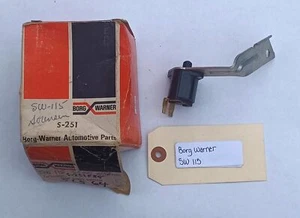 SW-115
BORG WARNER
S-251
Borg-Warner Automotive Parts
Borg Warner
SW 115